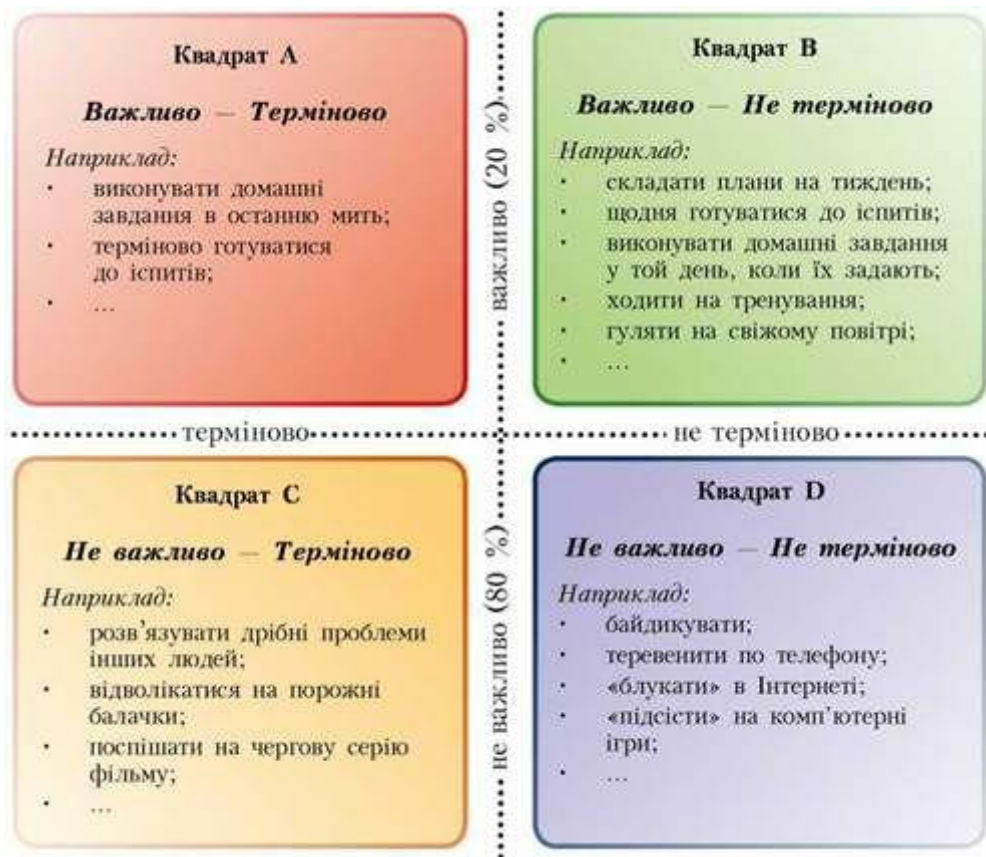 Квадрат A
Важливо — Терміново
Наприклад:
· виконувати домашні
завдання в останню мить;
· терміново готуватися
до іспитів;
· ...
важливо (20 %)
Квадрат B
Важливо — Не терміново
Наприклад:
· складати плани на тиждень;
· щодня готуватися до іспитів;
· виконувати домашні завдання
у той день, коли їх задають;
· ходити на тренування;
· гуляти на свіжому повітрі;
· ...
терміново
не терміново
Квадрат C
Не важливо — Терміново
Наприклад:
· розв’язувати дрібні проблеми
інших людей;
· відволікатися на порожні
балачки;
· поспішати на чергову серію
фільму;
· ...
не важливо (80 %)
Квадрат D
Не важливо — Не терміново
Наприклад:
· байдикувати;
· теревенити по телефону;
· «блукати» в Інтернеті;
· «підсісти» на комп’ютерні
ігри;
· ...